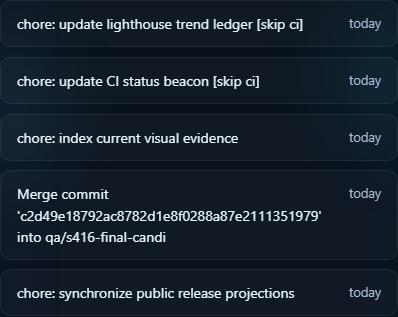 chore: update lighthouse trend ledger [skip ci] today
chore: update CI status beacon [skip ci] today
chore: index current visual evidence today
Merge commit today
'c2d49e18792ac8782d1e8f0288a87e2111351979'
into qa/s416-final-candi
chore: synchronize public release projections today